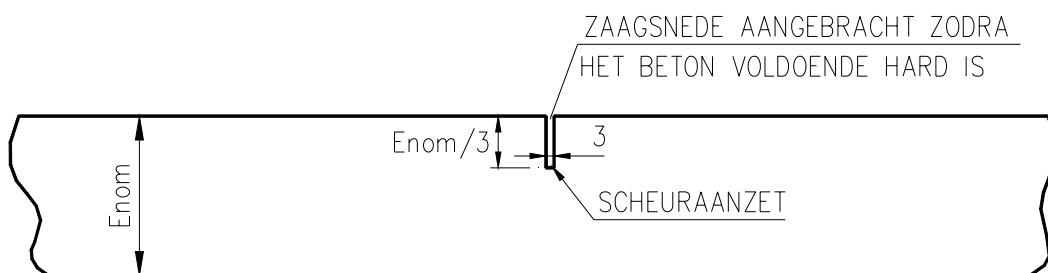 ZAAGSNEDE AANGEBRACHT ZODRA
HET BETON VOLDOENDE HARD IS
Enom/3
3
Enom
SCHEURAANZET